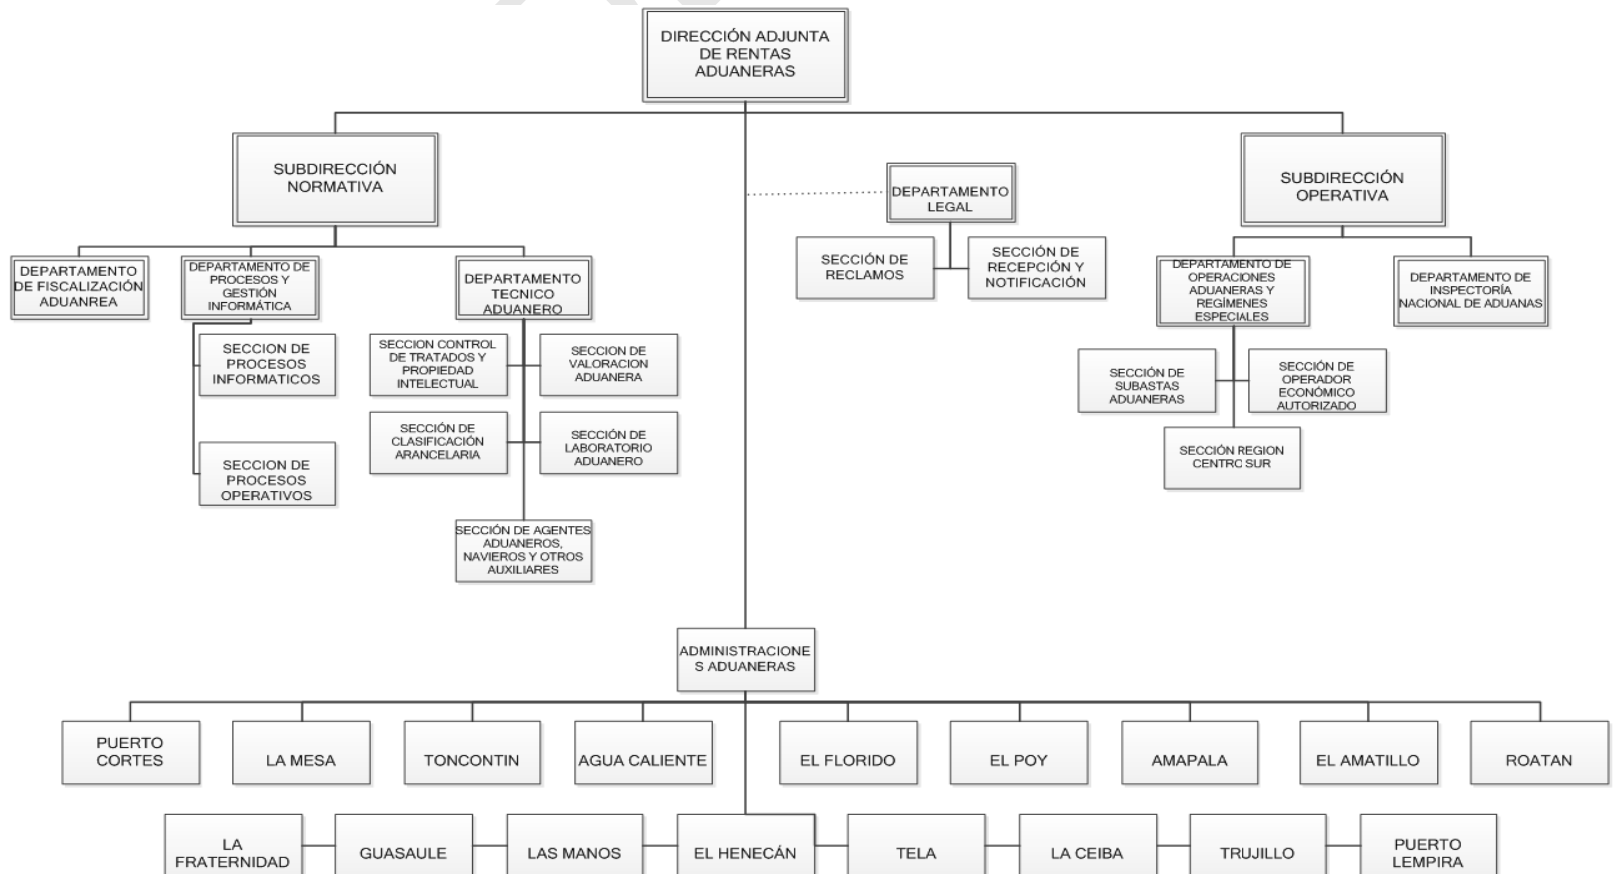 DIRECCIÓN ADJUNTA
DE RENTAS
ADUANERAS
SUBDIRECCIÓN
NORMATIVA
DEPARTAMENTO
LEGAL
SUBDIRECCIÓN
OPERATIVA
SECCIÓN DE
RECLAMOS
SECCIÓN DE
RECEPCIÓN Y
NOTIFICACIÓN
DEPARTAMENTO
DE FISCALIZACIÓN
ADUANREA
DEPARTAMENTO DE
PROCESOS Y
GESTIÓN
INFORMÁTICA
DEPARTAMENTO
TECNICO
ADUANERO
DEPARTAMENTO DE
OPERACIONES
ADUANERAS Y
REGÍMENES
ESPECIALES
DEPARTAMENTO DE
INSPECTORÍA
NACIONAL DE ADUANAS
SECCION DE
PROCESOS
INFORMATICOS
SECCION CONTROL
DE TRATADOS Y
PROPIEDAD
INTELECTUAL
SECCION DE
VALORACION
ADUANERA
SECCIÓN DE
SUBASTAS
ADUANERAS
SECCIÓN DE
OPERADOR
ECONÓMICO
AUTORIZADO
SECCION DE
PROCESOS
OPERATIVOS
SECCIÓN DE
CLASIFICACIÓN
ARANCELARIA
SECCIÓN DE
LABORATORIO
ADUANERO
SECCIÓN REGION
CENTRO SUR
SECCIÓN DE AGENTES
ADUANEROS,
NAVIEROS Y OTROS
AUXILIARES
ADMINISTRACIONE
S ADUANERAS
PUERTO
CORTES
LA MESA
TONCONTIN
AGUA CALIENTE
EL FLORIDO
EL POY
AMAPALA
EL AMATILLO
ROATAN
LA
FRATERNIDAD
GUASAULE
LAS MANOS
EL HENECÁN
TELA
LA CEIBA
TRUJILLO
PUERTO
LEMPIRA